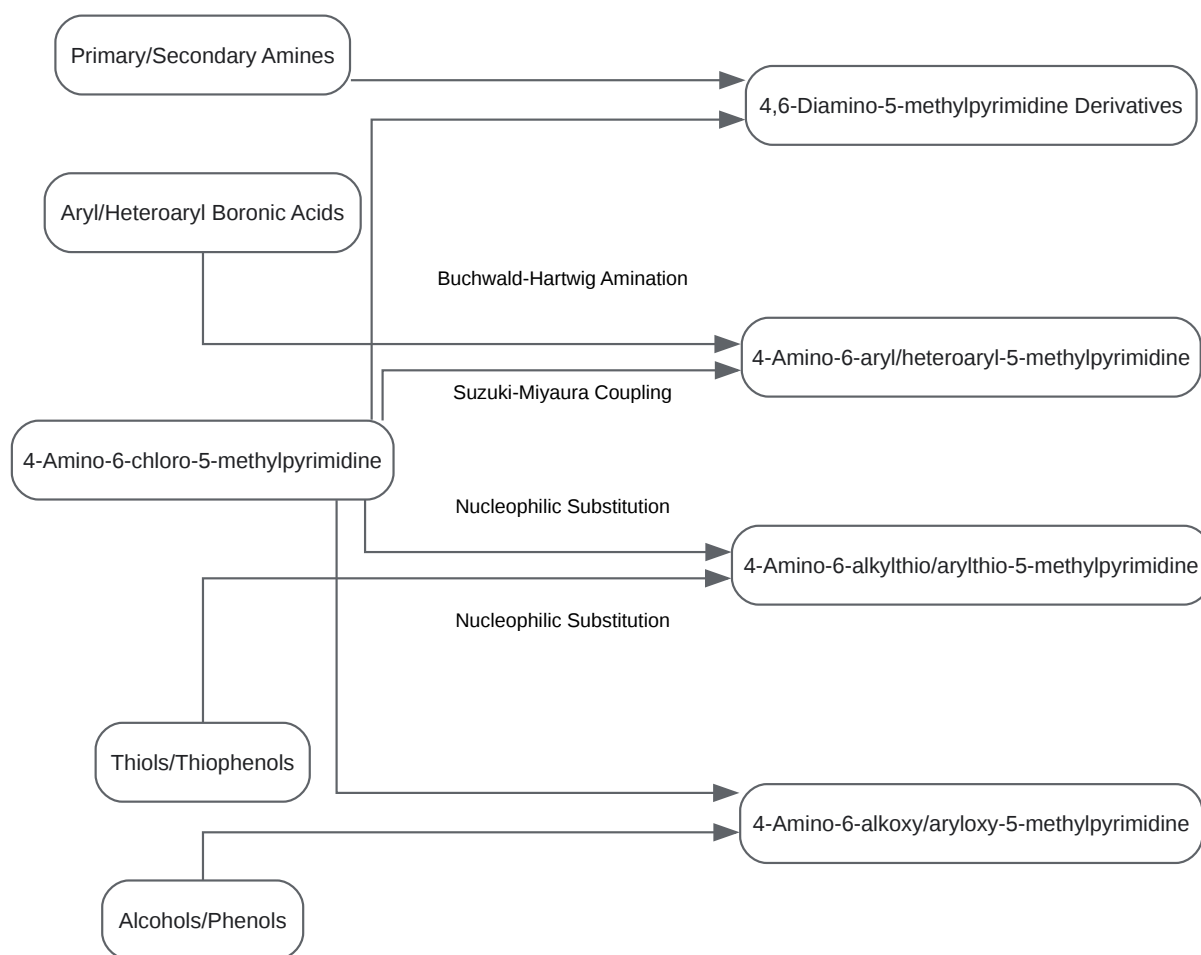 Primary/Secondary Amines
4,6-Diamino-5-methylpyrimidine Derivatives
Aryl/Heteroaryl Boronic Acids
Buchwald-Hartwig Amination
4-Amino-6-aryl/heteroaryl-5-methylpyrimidine
Suzuki-Miyaura Coupling
4-Amino-6-chloro-5-methylpyrimidine
Nucleophilic Substitution
4-Amino-6-alkylthio/arylthio-5-methylpyrimidine
Nucleophilic Substitution
Thiols/Thiophenols
4-Amino-6-alkoxy/aryloxy-5-methylpyrimidine
Alcohols/Phenols